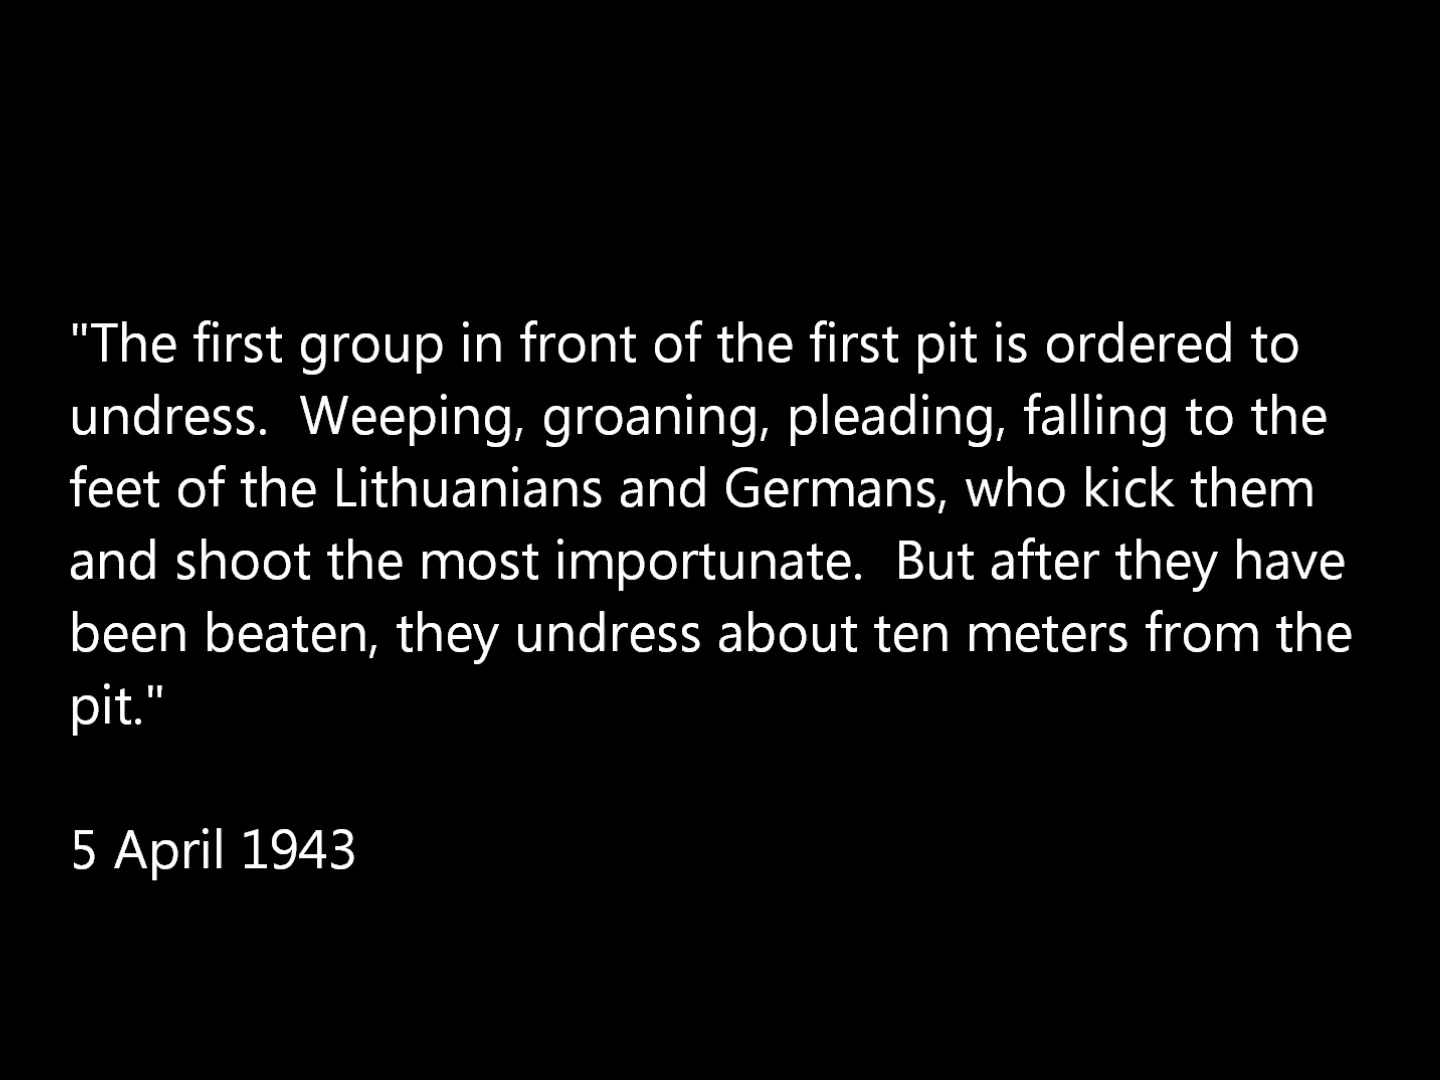 "The first group in front of the first pit is ordered to
undress.  Weeping, groaning, pleading, falling to the
feet of the Lithuanians and Germans, who kick them
and shoot the most importunate.  But after they have
been beaten, they undress about ten meters from the
pit."
5 April 1943